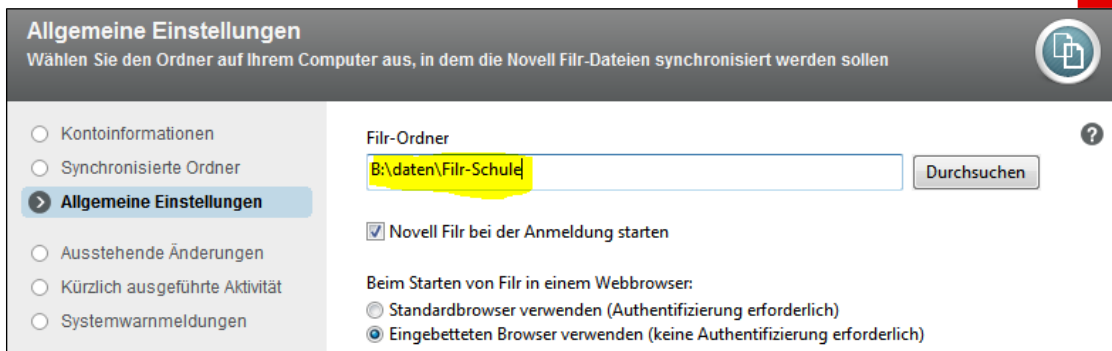 Allgemeine Einstellungen
Wählen Sie den Ordner auf Ihrem Computer aus, in dem die Novell Filr-Dateien synchronisiert werden sollen
Kontoinformationen
Synchronisierte Ordner
Allgemeine Einstellungen
Ausstehende Änderungen
Kürzlich ausgeführte Aktivität
Systemwarnmeldungen
Filr-Ordner
?
B:\daten\Filr-Schule
Durchsuchen
Novell Filr bei der Anmeldung starten
Beim Starten von Filr in einem Webbrowser:
Standardbrowser verwenden (Authentifizierung erforderlich)
Eingebetteten Browser verwenden (keine Authentifizierung erforderlich)